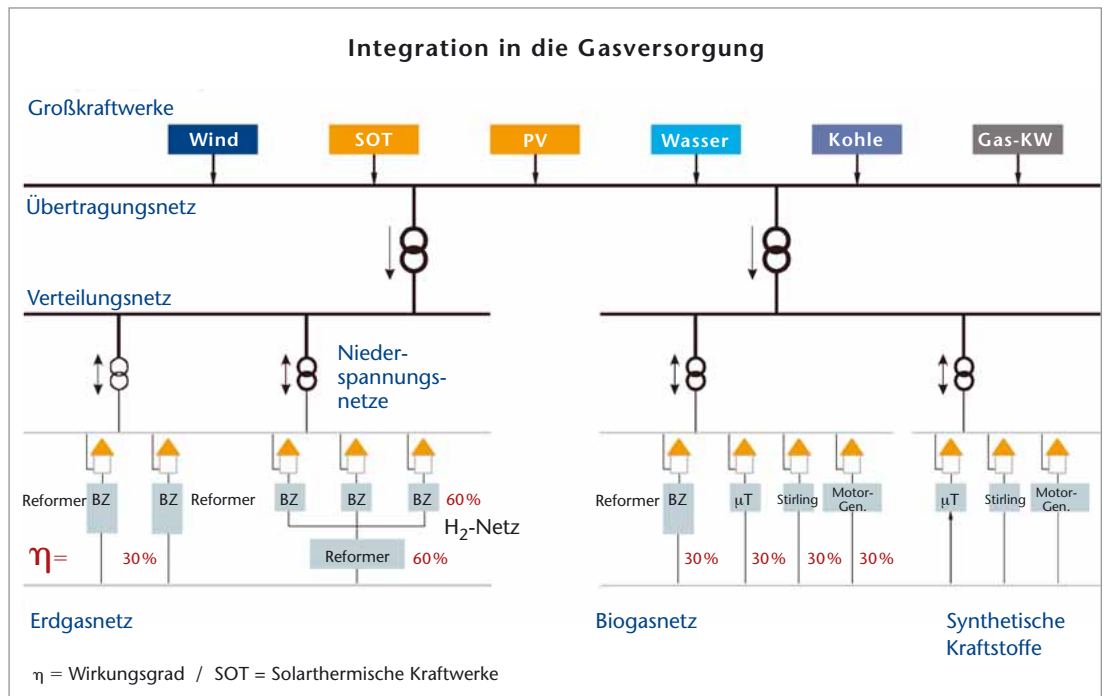 Integration in die Gasversorgung
Großkraftwerke
Wind SOT PV Wasser Kohle Gas-KW
Übertragungsnetz
Verteilungsnetz
Nieder-
spannungs-
netze
Reformer BZ BZ Reformer BZ BZ BZ 60%
H₂-Netz
η= 30% Reformer 60%
Reformer BZ μT Stirling Motor-
Gen.
μT Stirling Motor-
Gen.
30% 30% 30% 30%
Erdgasnetz
Biogasnetz
Synthetische
Kraftstoffe
η = Wirkungsgrad / SOT = Solarthermische Kraftwerke